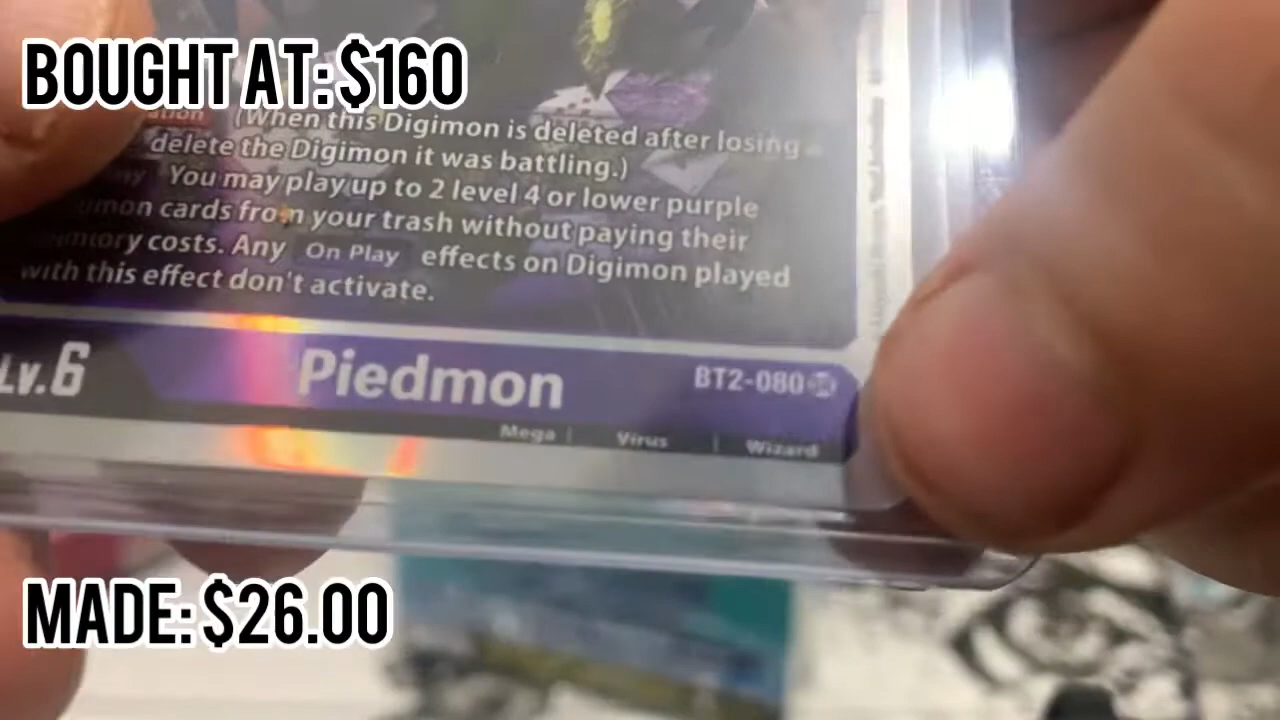 BOUGHT AT: $160
(When this Digimon is deleted after losing
delete the Digimon it was battling.)
You may play up to 2 level 4 or lower purple
cards from your trash without paying their
costs. Any On Play effects on Digimon played
with this effect don't activate.
Lv.6 Piedmon BT2-080
Mega | Virus | Wizard
MADE: $26.00